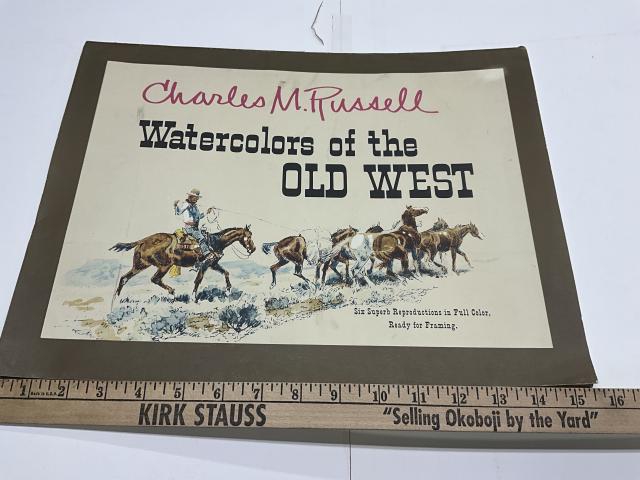 Charles M. Russell
Watercolors of the
OLD WEST
Six Superb Reproductions in Full Color,
Ready for Framing.
1 2 3 4 5 6 7 8 9 10 11 12 13 14 15 16
Made in U.S.A.
KIRK STAUSS "Selling Okoboji by the Yard"